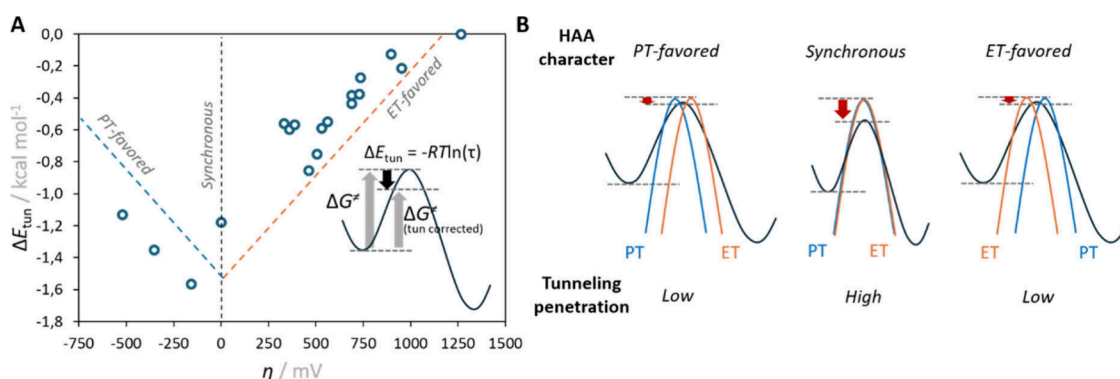 A
ΔE_tun / kcal mol⁻¹
0,0
-0,2
-0,4
-0,6
-0,8
-1,0
-1,2
-1,4
-1,6
-1,8
-750
-500
-250
0
250
500
750
1000
1250
1500
η / mV
PT-favored
Synchronous
ET-favored
ΔE_tun = -RTln(τ)
ΔG≠
ΔG≠
(tun corrected)
B
HAA
character
PT-favored
Synchronous
ET-favored
PT
ET
PT
ET
ET
PT
Tunneling
penetration
Low
High
Low